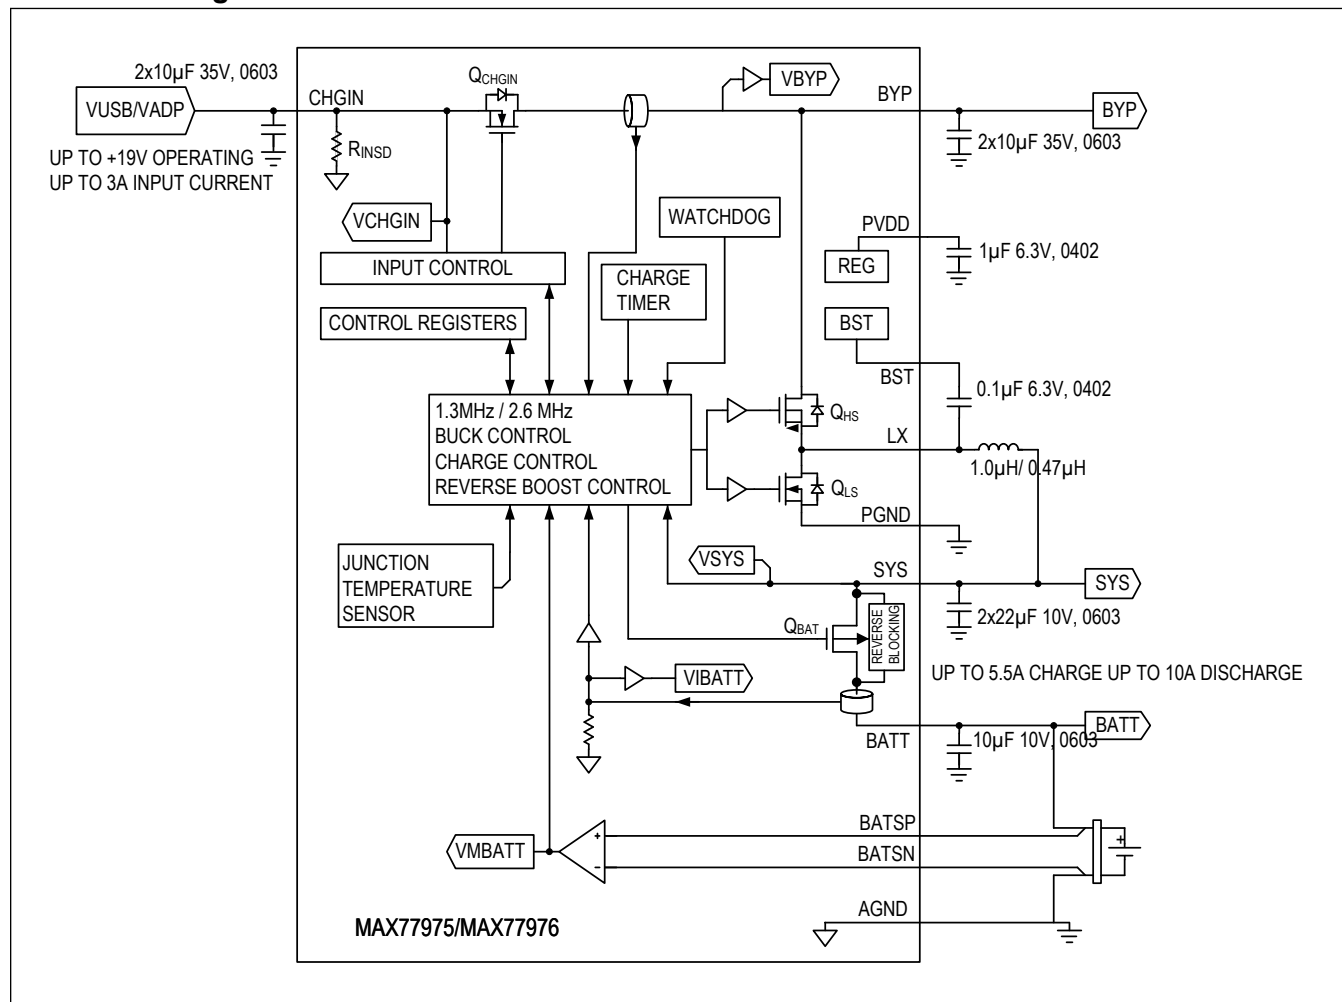 2x10µF 35V, 0603
VUSB/VADP
UP TO +19V OPERATING
UP TO 3A INPUT CURRENT
CHGIN
QCHGIN
RINSD
VBYP
BYP
BYP
2x10µF 35V, 0603
VCHGIN
INPUT CONTROL
CONTROL REGISTERS
WATCHDOG
CHARGE
TIMER
PVDD
REG
1µF 6.3V, 0402
BST
BST
0.1µF 6.3V, 0402
1.3MHz / 2.6 MHz
BUCK CONTROL
CHARGE CONTROL
REVERSE BOOST CONTROL
QHS
LX
1.0µH/ 0.47µH
QLS
PGND
JUNCTION
TEMPERATURE
SENSOR
VSYS
SYS
SYS
2x22µF 10V, 0603
QBAT
REVERSE
BLOCKING
UP TO 5.5A CHARGE UP TO 10A DISCHARGE
VIBATT
BATT
BATT
10µF 10V, 0603
BATSP
BATSN
VMBATT
+
-
+
AGND
MAX77975/MAX77976